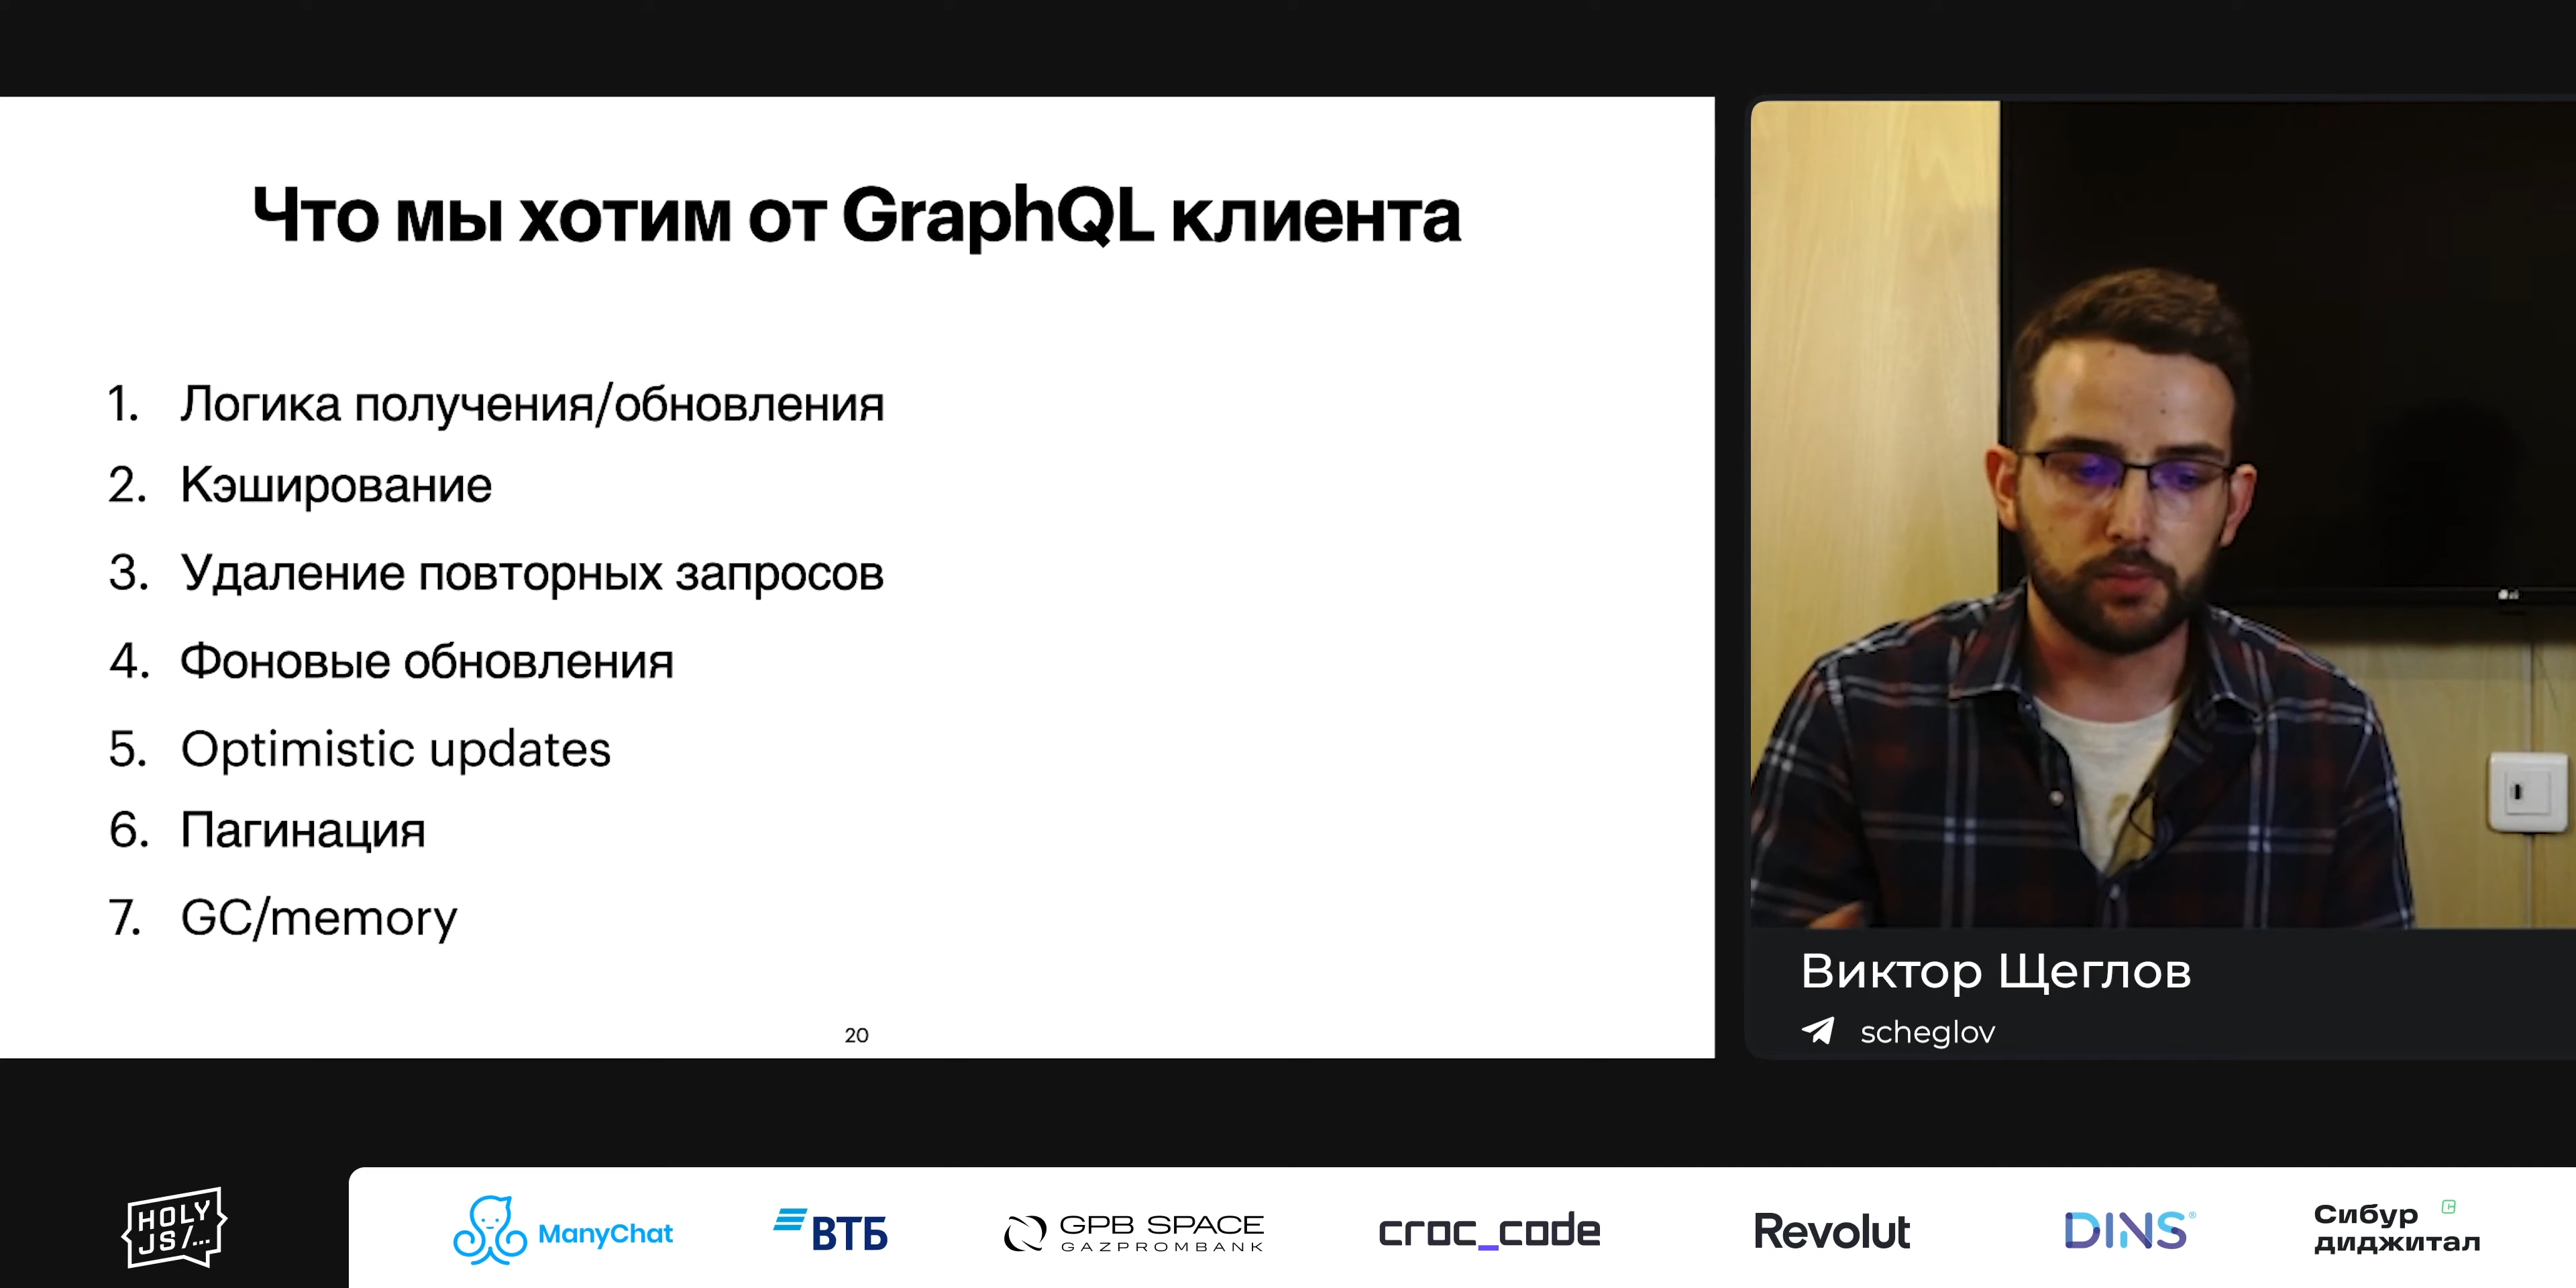 Что мы хотим от GraphQL клиента
1. Логика получения/обновления
2. Кэширование
3. Удаление повторных запросов
4. Фоновые обновления
5. Optimistic updates
6. Пагинация
7. GC/memory
20
LG
Виктор Щеглов
scheglov
HOLY
JS/...
ManyChat
ВТБ
GPB SPACE
GAZPROMBANK
croc_code
Revolut
DINS®
Сибур
диджитал